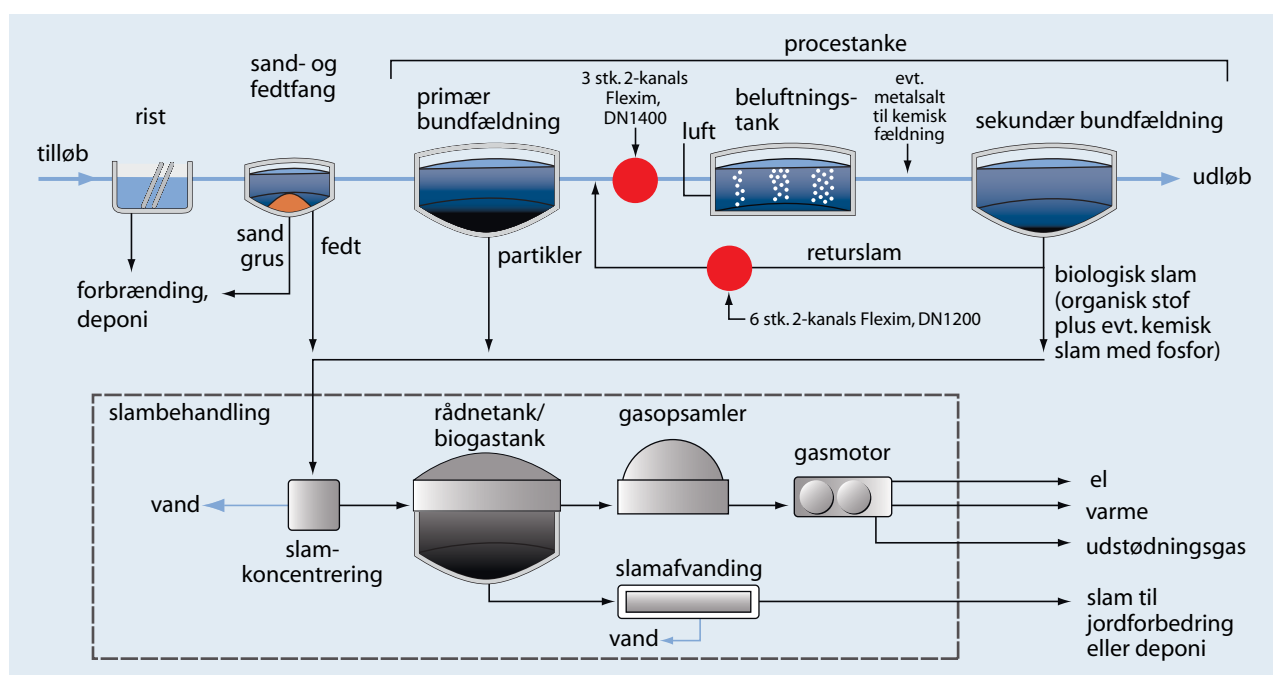 procestanke
sand- og
fedtfang
3 stk. 2-kanals
Flexim,
DN1400
evt.
metalsalt
til kemisk
fældning
primær
bundfældning
beluftnings-
tank
rist
luft
sekundær bundfældning
tilløb
udløb
sand
grus
fedt
partikler
returslam
forbrænding,
deponi
biologisk slam
(organisk stof
plus evt. kemisk
slam med fosfor)
6 stk. 2-kanals Flexim, DN1200
slambehandling
rådnetank/
biogastank
gasopsamler
gasmotor
el
vand
varme
slam-
koncentrering
udstødningsgas
slamafvanding
vand
slam til
jordforbedring
eller deponi